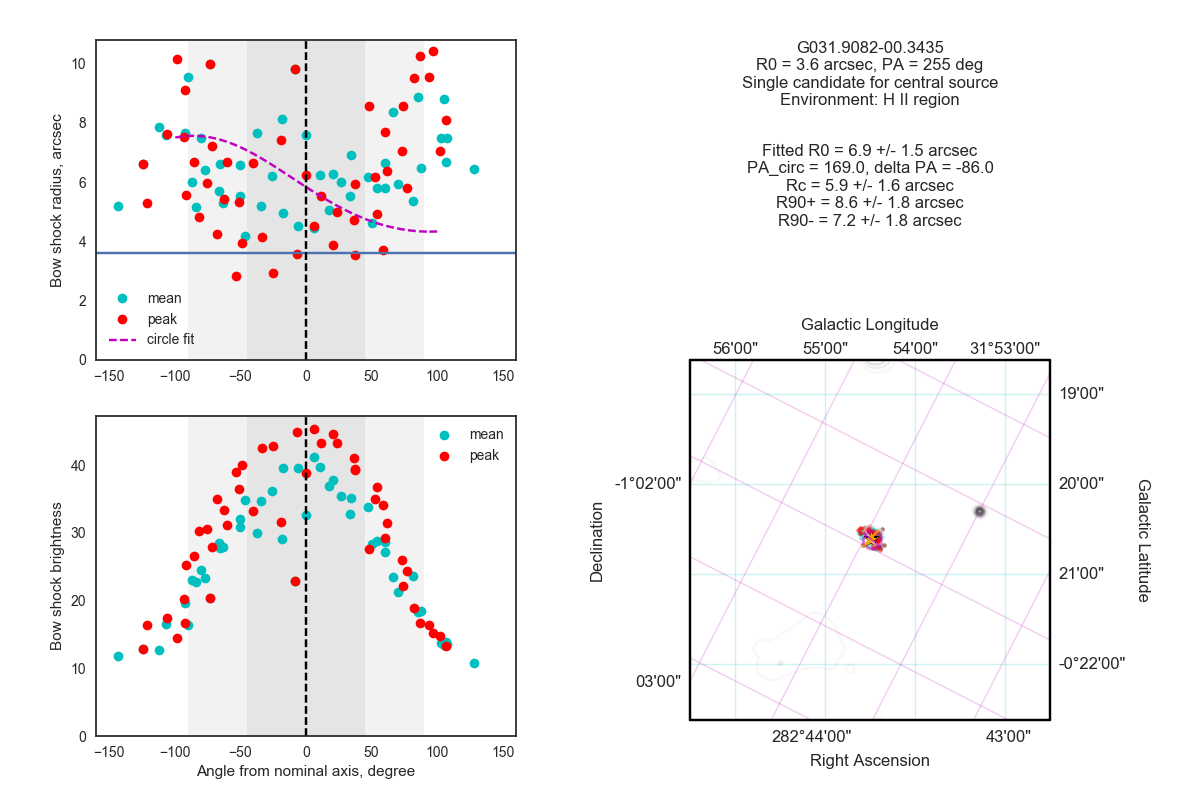 G031.9082-00.3435
R0 = 3.6 arcsec, PA = 255 deg
Single candidate for central source
Environment: H II region
Fitted R0 = 6.9 +/- 1.5 arcsec
PA_circ = 169.0, delta PA = -86.0
Rc = 5.9 +/- 1.6 arcsec
R90+ = 8.6 +/- 1.8 arcsec
R90- = 7.2 +/- 1.8 arcsec
Bow shock radius, arcsec
10
8
6
4
2
0
mean
peak
circle fit
−150 −100 −50 0 50 100 150
Bow shock brightness
40
30
20
10
0
mean
peak
−150 −100 −50 0 50 100 150
Angle from nominal axis, degree
Galactic Longitude
56'00" 55'00" 54'00" 31°53'00"
19'00"
-1°02'00" 20'00"
21'00"
03'00" -0°22'00"
Declination
Galactic Latitude
282°44'00" 43'00"
Right Ascension